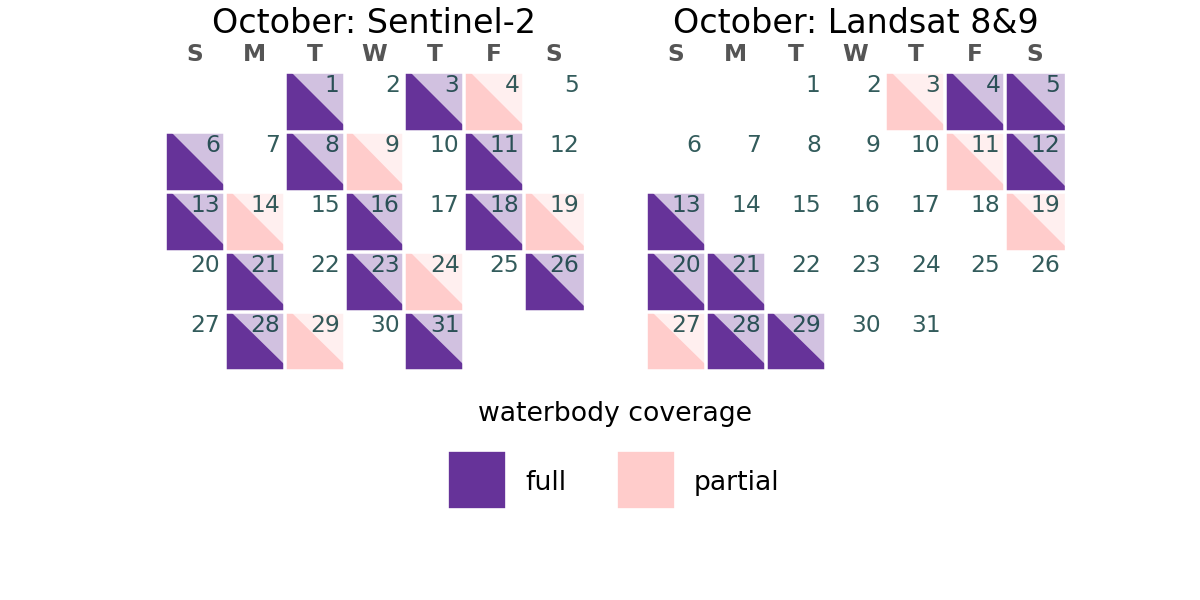 October: Sentinel-2
S M T W T F S
1 2 3 4 5
6 7 8 9 10 11 12
13 14 15 16 17 18 19
20 21 22 23 24 25 26
27 28 29 30 31
October: Landsat 8&9
S M T W T F S
1 2 3 4 5
6 7 8 9 10 11 12
13 14 15 16 17 18 19
20 21 22 23 24 25 26
27 28 29 30 31
waterbody coverage
full partial